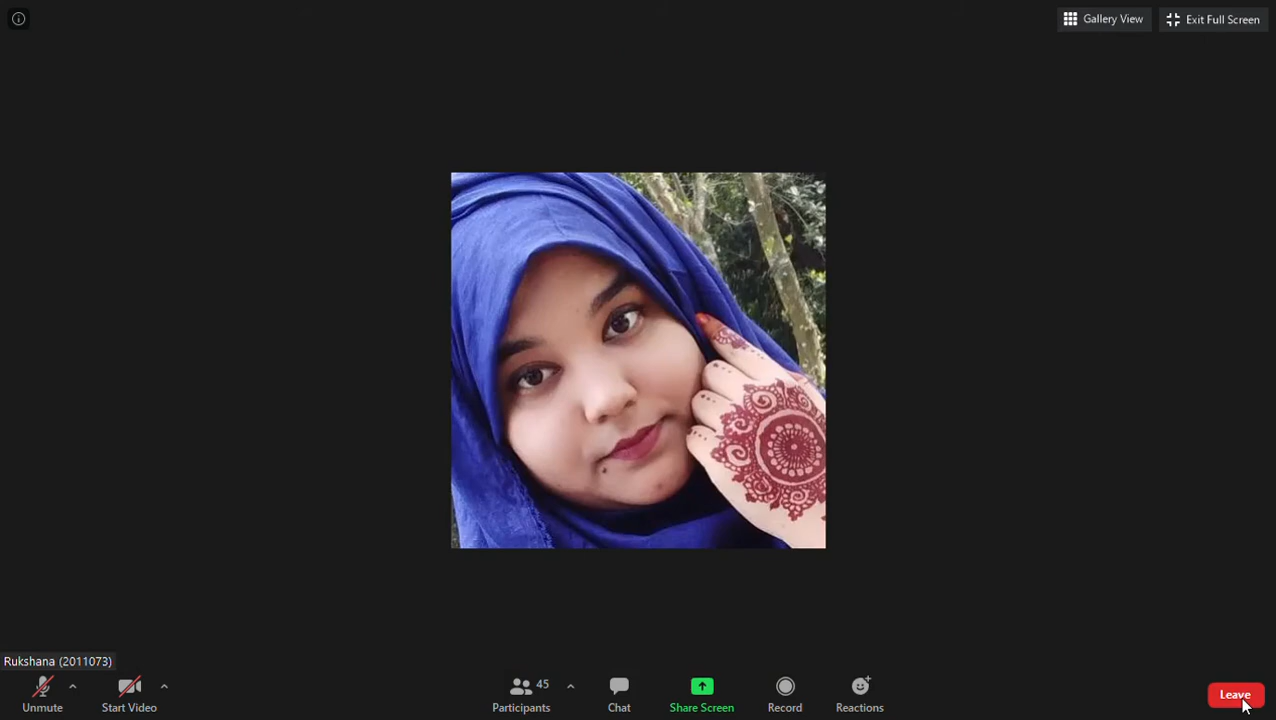 Gallery View
Exit Full Screen
Rukshana (2011073)
Unmute
Start Video
45
Participants
Chat
Share Screen
Record
Reactions
Leave